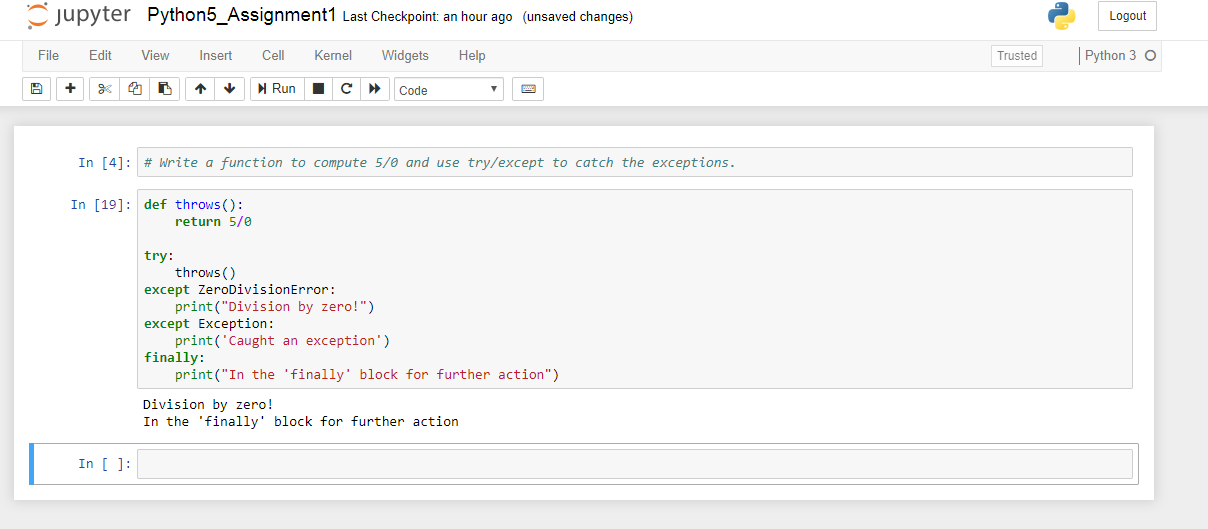 jupyter Python5_Assignment1 Last Checkpoint: an hour ago (unsaved changes) Logout
File Edit View Insert Cell Kernel Widgets Help Trusted Python 3
Run Code
In [4]: # Write a function to compute 5/0 and use try/except to catch the exceptions.
In [19]: def throws():
    return 5/0
try:
    throws()
except ZeroDivisionError:
    print("Division by zero!")
except Exception:
    print('Caught an exception')
finally:
    print("In the 'finally' block for further action")
Division by zero!
In the 'finally' block for further action
In [ ]: